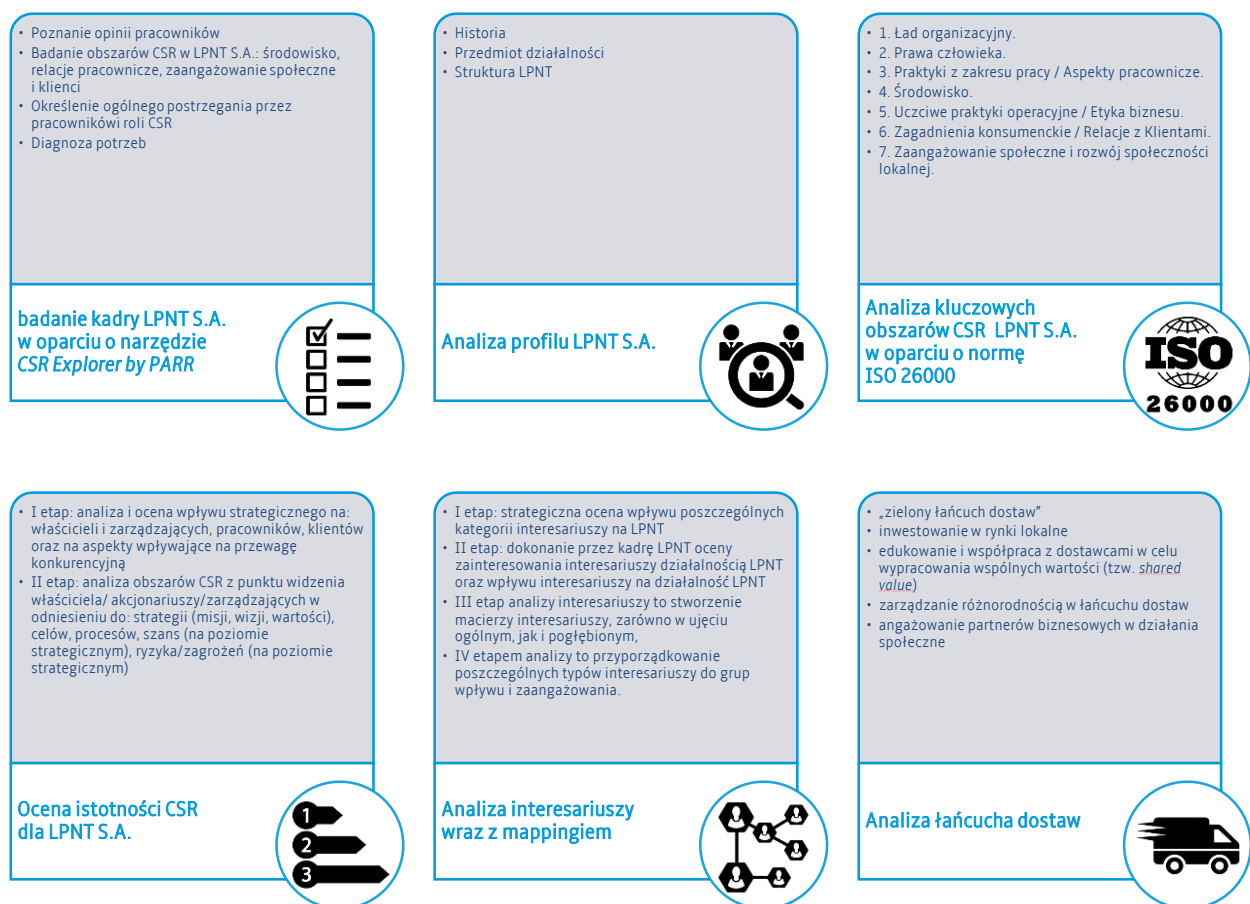 • Poznanie opinii pracowników
• Badanie obszarów CSR w LPNT S.A.: środowisko,
relacje pracownicze, zaangażowanie społeczne
i klienci
• Określenie ogólnego postrzegania przez
pracownikówi roli CSR
• Diagnoza potrzeb
badanie kadry LPNT S.A.
w oparciu o narzędzie
CSR Explorer by PARR
• Historia
• Przedmiot działalności
• Struktura LPNT
Analiza profilu LPNT S.A.
• 1. Ład organizacyjny.
• 2. Prawa człowieka.
• 3. Praktyki z zakresu pracy / Aspekty pracownicze.
• 4. Środowisko.
• 5. Uczciwe praktyki operacyjne / Etyka biznesu.
• 6. Zagadnienia konsumenckie / Relacje z Klientami.
• 7. Zaangażowanie społeczne i rozwój społeczności
lokalnej.
Analiza kluczowych
obszarów CSR LPNT S.A.
w oparciu o normę
ISO 26000
ISO
26000
• I etap: analiza i ocena wpływu strategicznego na:
właścicieli i zarządzających, pracowników, klientów
oraz na aspekty wpływające na przewagę
konkurencyjną
• II etap: analiza obszarów CSR z punktu widzenia
właściciela/ akcjonariuszy/zarządzających w
odniesieniu do: strategii (misji, wizji, wartości),
celów, procesów, szans (na poziomie
strategicznym), ryzyka/zagrożeń (na poziomie
strategicznym)
Ocena istotności CSR
dla LPNT S.A.
1
2
3
• I etap: strategiczna ocena wpływu poszczególnych
kategorii interesariuszy na LPNT
• II etap: dokonanie przez kadrę LPNT oceny
zainteresowania interesariuszy działalnością LPNT
oraz wpływu interesariuszy na działalność LPNT
• III etap analizy interesariuszy to stworzenie
macierzy interesariuszy, zarówno w ujęciu
ogólnym, jak i pogłębionym,
• IV etapem analizy to przyporządkowanie
poszczególnych typów interesariuszy do grup
wpływu i zaangażowania.
Analiza interesariuszy
wraz z mappingiem
• „zielony łańcuch dostaw”
• inwestowanie w rynki lokalne
• edukowanie i współpraca z dostawcami w celu
wypracowania wspólnych wartości (tzw. shared
value)
• zarządzanie różnorodnością w łańcuchu dostaw
• angażowanie partnerów biznesowych w działania
społeczne
Analiza łańcucha dostaw